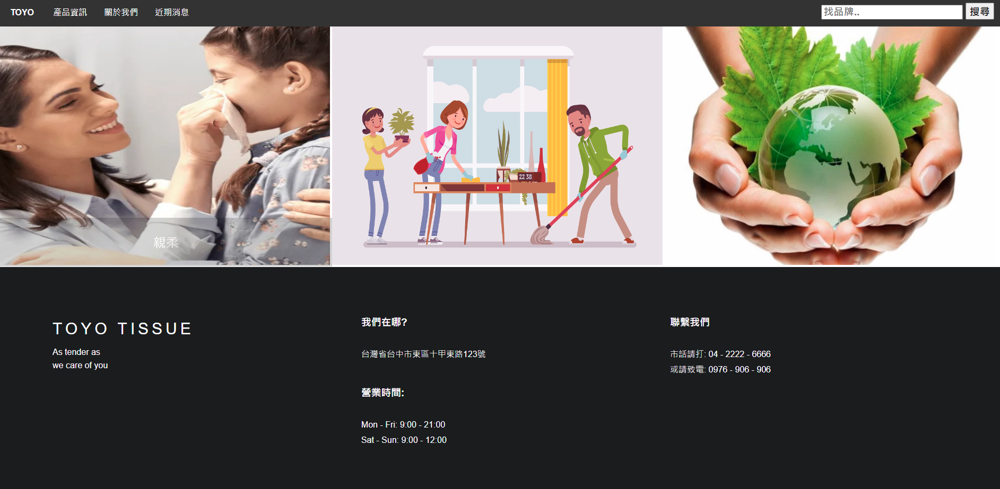 TOYO 產品資訊 關於我們 近期消息 找品牌.. 搜尋
22 38
親柔
TOYO TISSUE
As tender as
we care of you
我們在哪?
台灣省台中市東區十甲東路123號
營業時間:
Mon - Fri: 9:00 - 21:00
Sat - Sun: 9:00 - 12:00
聯繫我們
市話請打: 04 - 2222 - 6666
或請致電: 0976 - 906 - 906